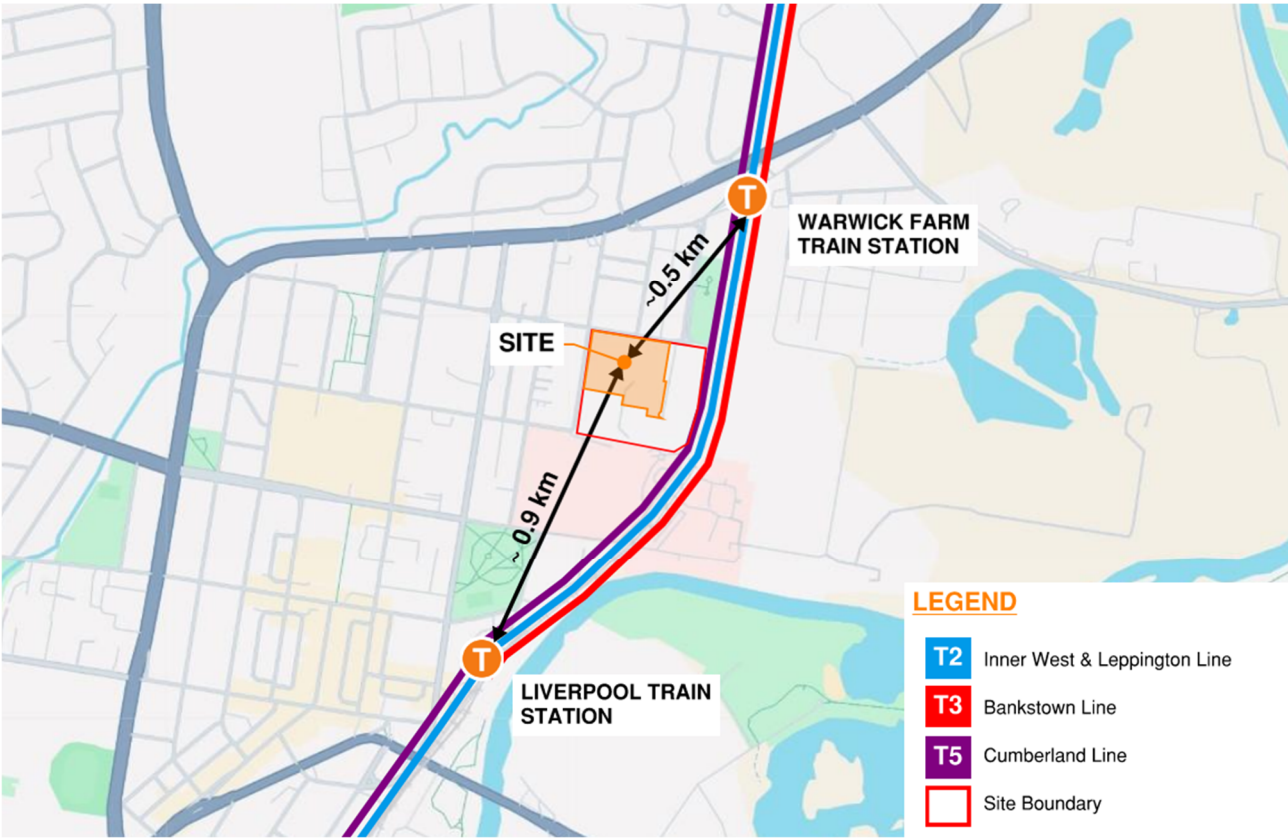 T
WARWICK FARM
TRAIN STATION
~0.5 km
SITE
~ 0.9 km
T
LIVERPOOL TRAIN
STATION
LEGEND
T2 Inner West & Leppington Line
T3 Bankstown Line
T5 Cumberland Line
Site Boundary